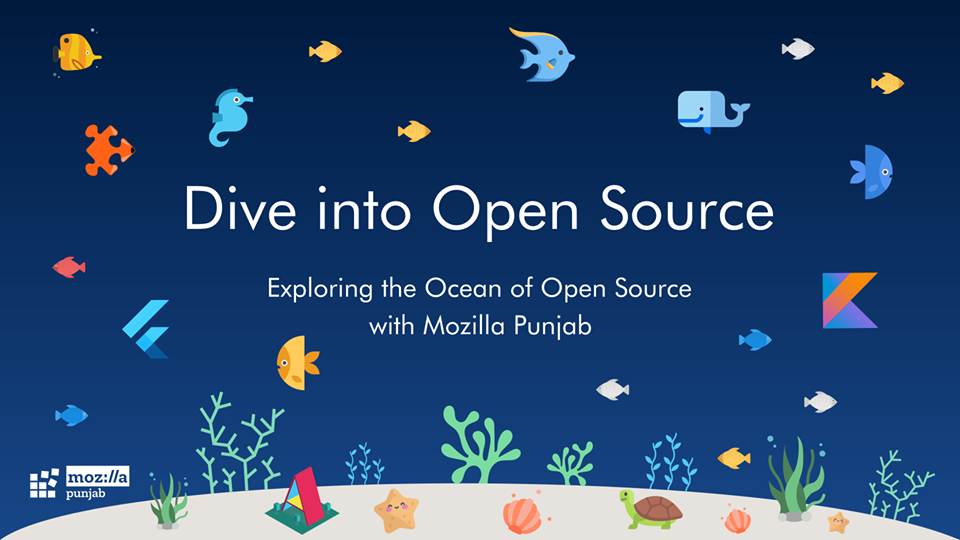 Dive into Open Source
Exploring the Ocean of Open Source
with Mozilla Punjab
moz://a
punjab